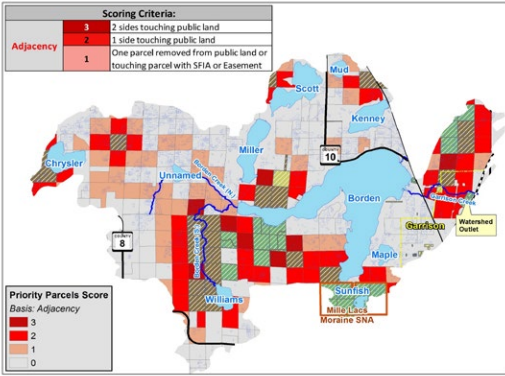 Scoring Criteria:
Adjacency
3 2 sides touching public land
2 1 side touching public land
1 One parcel removed from public land or
touching parcel with SFIA or Easement
Mud
Scott
Kenney
Miller
10
Chrysler
Unnamed
Border Creek (N.)
Borden
Garrison Creek
Watershed
Outlet
Garrison
8
Maple
Williams
Sunfish
Mille Lacs
Moraine SNA
Priority Parcels Score
Basis: Adjacency
3
2
1
0